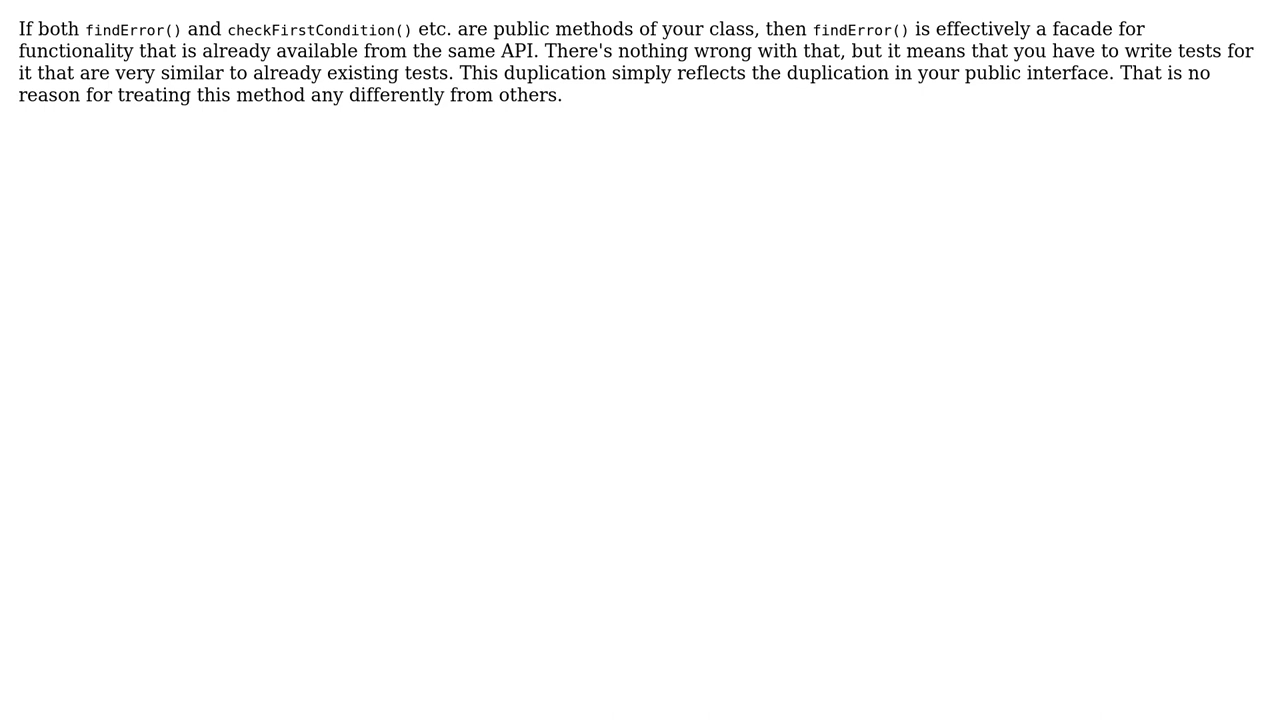 If both findError() and checkFirstCondition() etc. are public methods of your class, then findError() is effectively a facade for
functionality that is already available from the same API. There's nothing wrong with that, but it means that you have to write tests for
it that are very similar to already existing tests. This duplication simply reflects the duplication in your public interface. That is no
reason for treating this method any differently from others.